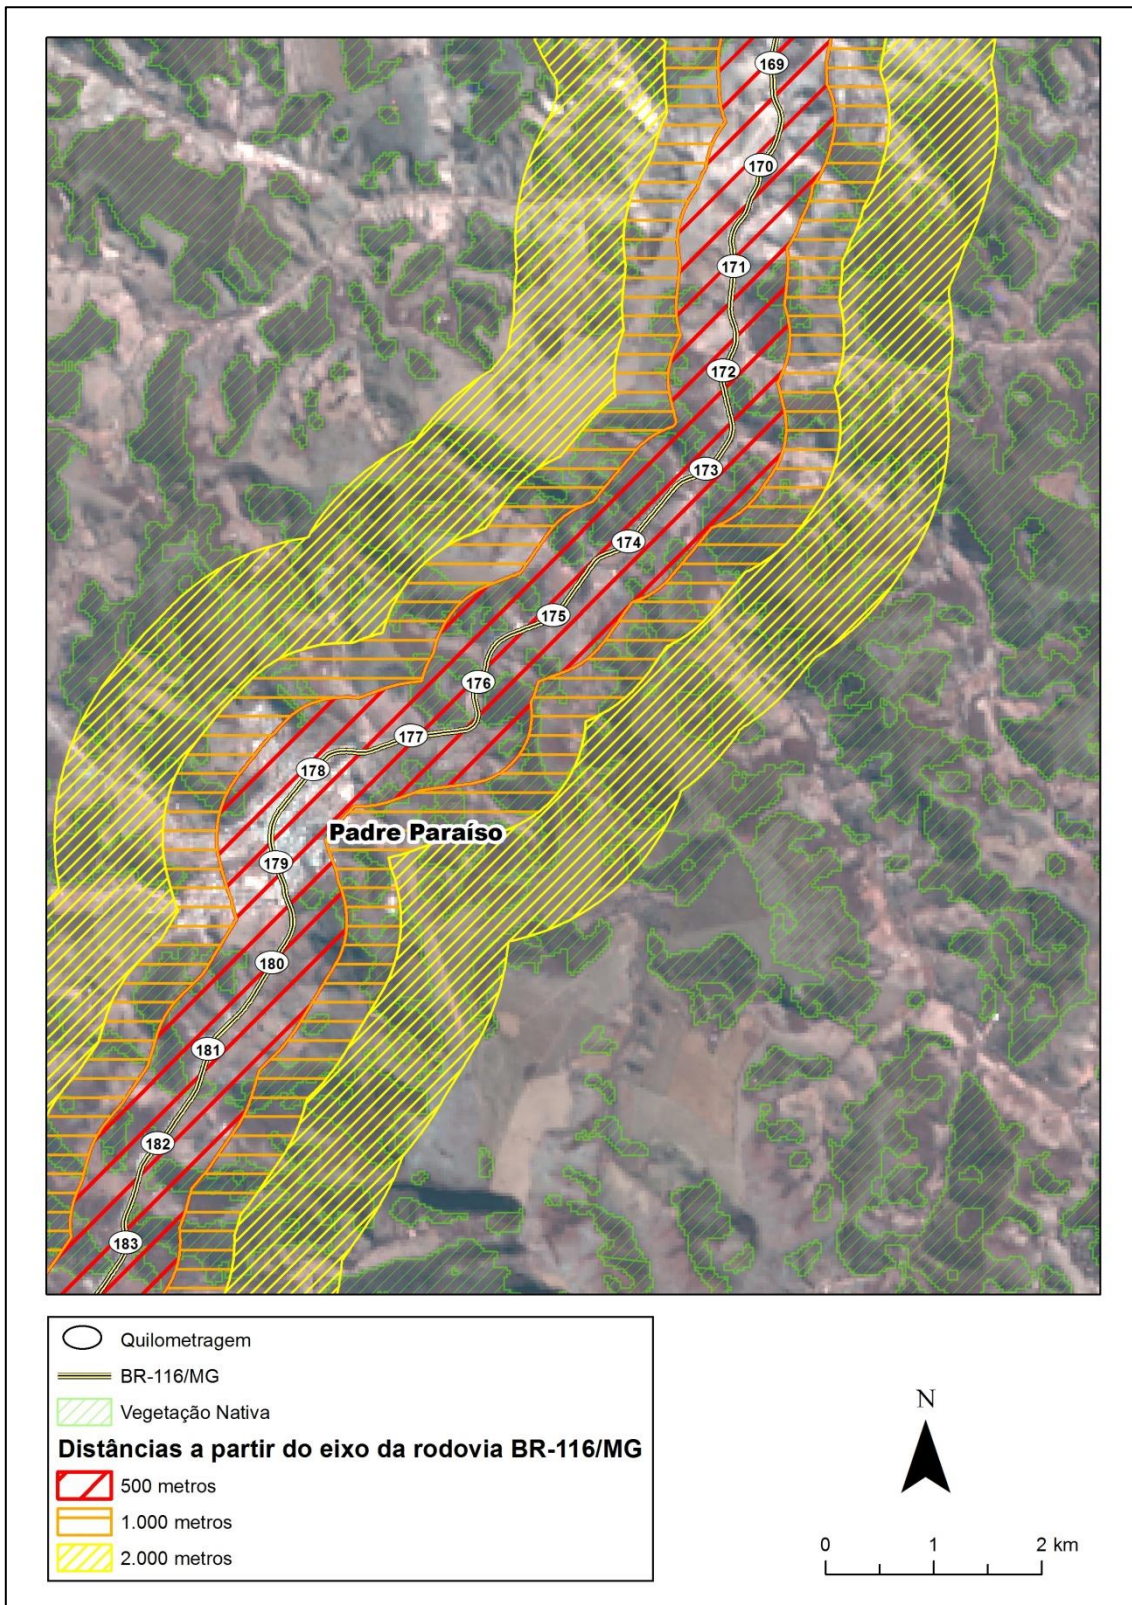 169
170
171
172
173
174
175
176
177
178
Padre Paraíso
179
180
181
182
183
Quilometragem
BR-116/MG
Vegetação Nativa
Distâncias a partir do eixo da rodovia BR-116/MG
500 metros
1.000 metros
2.000 metros
N
0 1 2 km